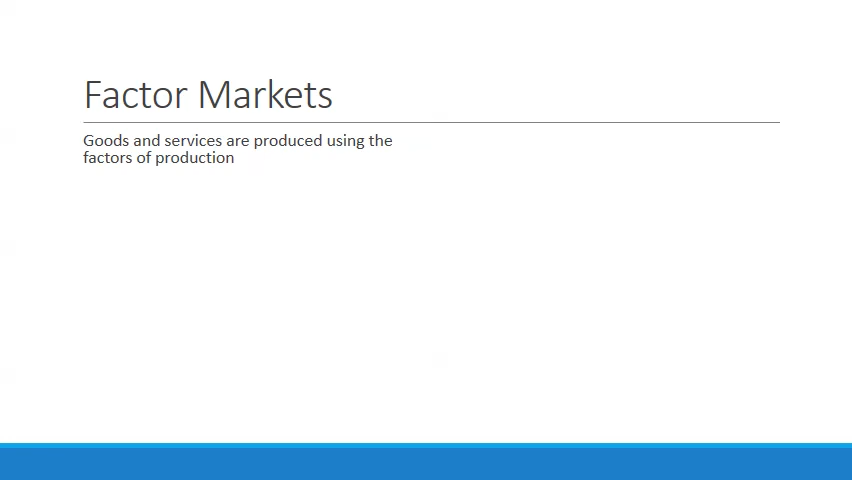 Factor Markets
Goods and services are produced using the
factors of production